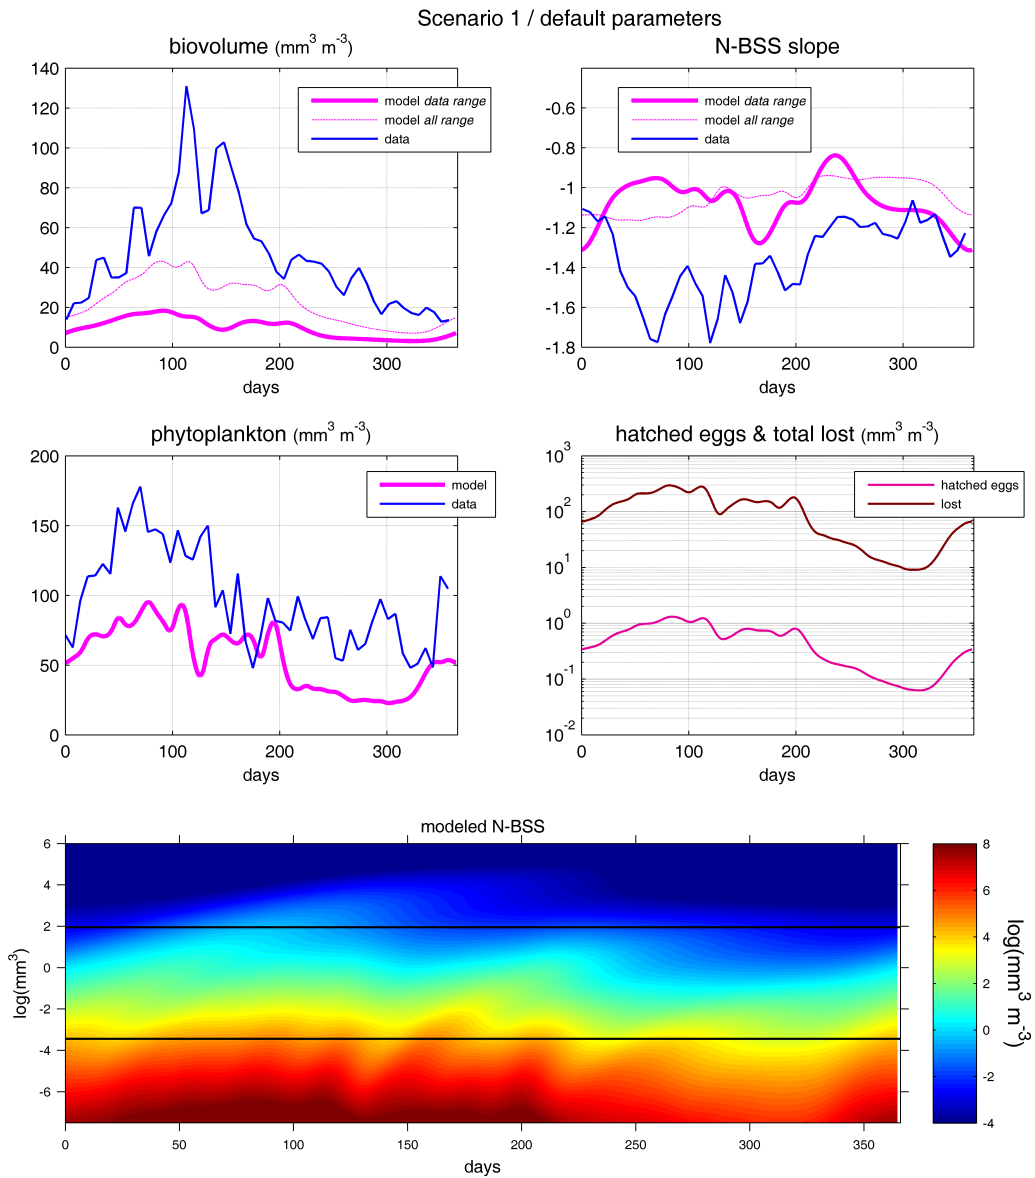 Scenario 1 / default parameters
biovolume (mm³ m⁻³)
140
120
100
80
60
40
20
0
0 100 200 300
days
model data range
model all range
data
N-BSS slope
-0.6
-0.8
-1
-1.2
-1.4
-1.6
-1.8
0 100 200 300
days
model data range
model all range
data
phytoplankton (mm³ m⁻³)
200
150
100
50
0
0 100 200 300
days
model
data
hatched eggs & total lost (mm³ m⁻³)
10³
10²
10¹
10⁰
10⁻¹
10⁻²
0 100 200 300
days
hatched eggs
lost
modeled N-BSS
6
4
2
0
-2
-4
-6
log(mm³)
0 50 100 150 200 250 300 350
days
8
6
4
2
0
-2
-4
log(mm³ m⁻³)